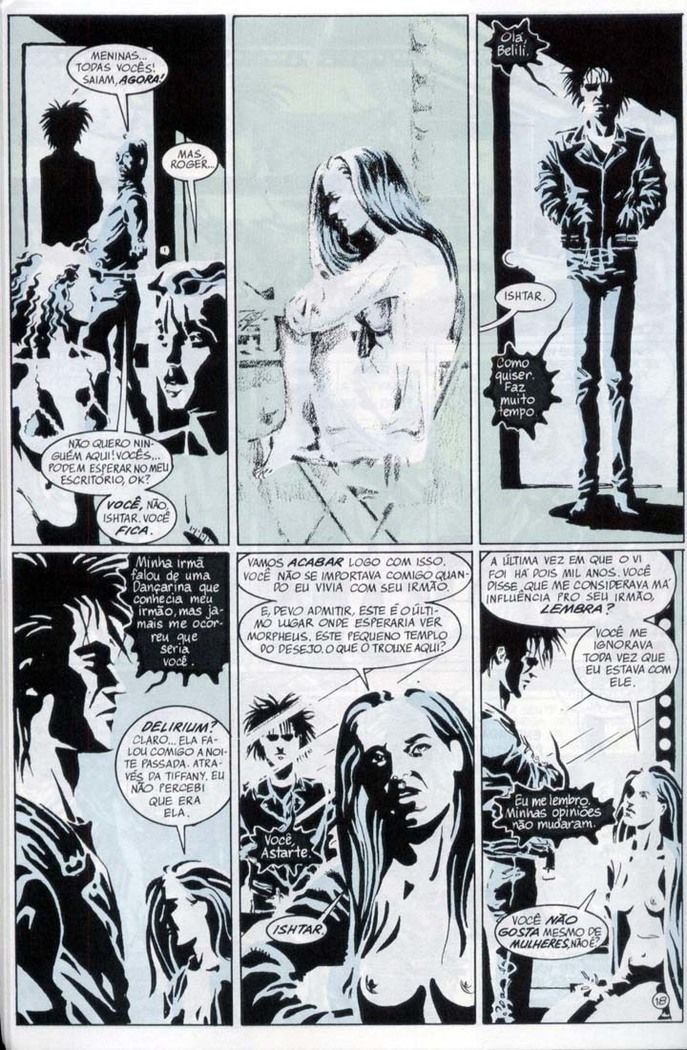 MENINAS...
TODAS VOCÊS!
SAIAM, AGORA!
MAS,
ROGER...
NÃO QUERO NIN-
GUÉM AQUI! VOCÊS...
PODEM ESPERAR NO MEU
ESCRITÓRIO, OK?
VOCÊ, NÃO,
ISHTAR. VOCÊ
FICA.
Olá,
Belili.
ISHTAR.
Como
quiser.
Faz
muito
tempo.
Minha irmã
falou de uma
Dançarina que
conhecia meu
irmão, mas ja-
mais me ocor-
reu que
seria
você.
DELIRIUM?
CLARO... ELA FA-
LOU COMIGO A NOI-
TE PASSADA. ATRA-
VÉS DA TIFFANY. EU
NÃO PERCEBI
QUE ERA
ELA.
VAMOS ACABAR LOGO COM ISSO.
VOCÊ NÃO SE IMPORTAVA COMIGO QUAN-
DO EU VIVIA COM SEU IRMÃO.
E, DEVO ADMITIR, ESTE É O ÚLTI-
MO LUGAR ONDE ESPERARIA VER
MORPHEUS, ESTE PEQUENO TEMPLO
DO DESEJO. O QUE O TROUXE AQUI?
Você,
Astarte.
ISHTAR.
A ÚLTIMA VEZ EM QUE O VI
FOI HÁ DOIS MIL ANOS. VOCÊ
DISSE QUE ME CONSIDERAVA MÁ
INFLUÊNCIA PRO SEU IRMÃO,
LEMBRA?
VOCÊ ME
IGNORAVA
TODA VEZ QUE
EU ESTAVA COM
ELE.
Eu me lembro.
Minhas opiniões
não mudaram.
VOCÊ NÃO
GOSTA MESMO DE
MULHERES, NÃO É?
18